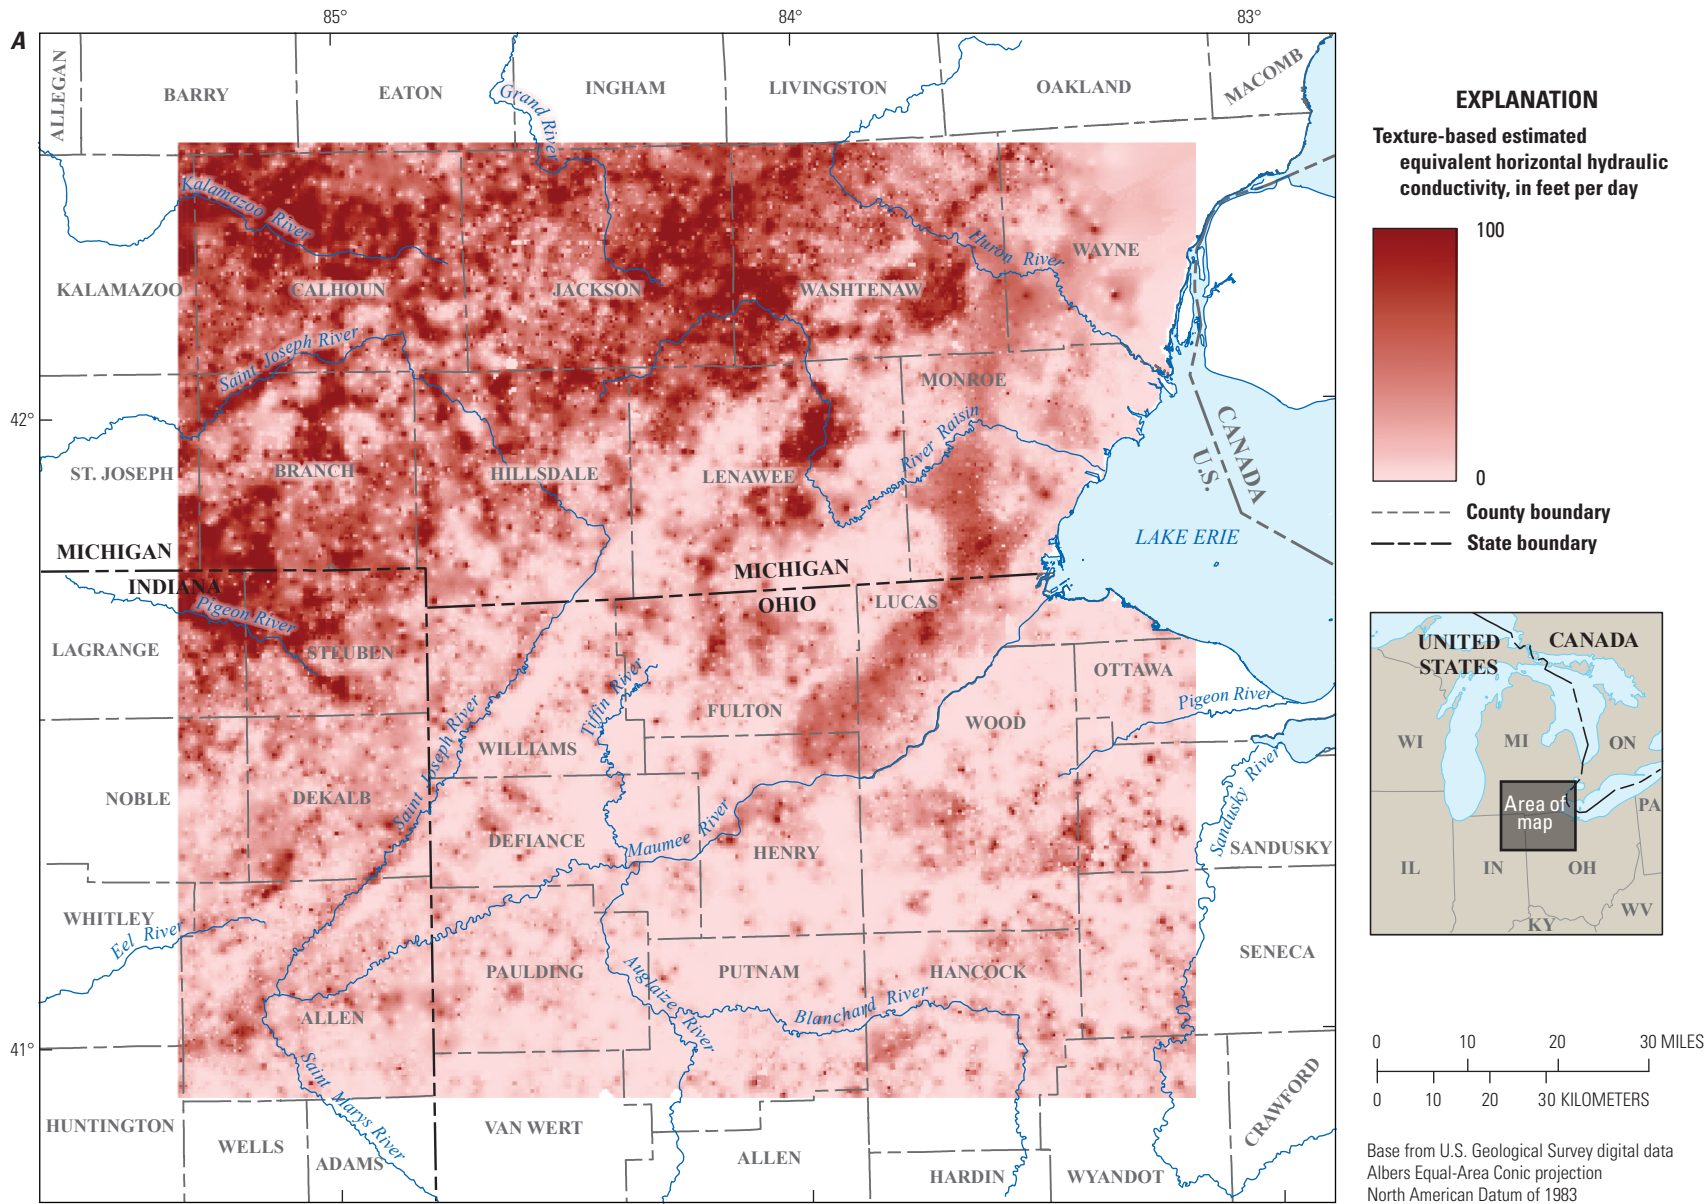 A
85°
84°
83°
ALLEGAN
BARRY
EATON
INGHAM
LIVINGSTON
OAKLAND
MACOMB
Grand River
Kalamazoo River
KALAMAZOO
CALHOUN
JACKSON
WASHTENAW
Huron River
WAYNE
Saint Joseph River
MONROE
42°
ST. JOSEPH
BRANCH
HILLSDALE
LENAWEE
River Raisin
CANADA
U.S.
LAKE ERIE
MICHIGAN
INDIANA
MICHIGAN
OHIO
LUCAS
Pigeon River
LAGRANGE
STEUBEN
OTTAWA
Tiffin River
FULTON
WOOD
Pigeon River
Saint Joseph River
WILLIAMS
NOBLE
DEKALB
DEFIANCE
Maumee River
HENRY
Sandusky River
SANDUSKY
WHITLEY
Eel River
PAULDING
PUTNAM
HANCOCK
SENECA
Auglaize River
Blanchard River
ALLEN
41°
Saint Marys River
HUNTINGTON
WELLS
ADAMS
VAN WERT
ALLEN
HARDIN
WYANDOT
CRAWFORD
EXPLANATION
Texture-based estimated
equivalent horizontal hydraulic
conductivity, in feet per day
100
0
County boundary
State boundary
UNITED
STATES
CANADA
WI
MI
ON
Area of
map
PA
IL
IN
OH
WV
KY
0 10 20 30 MILES
0 10 20 30 KILOMETERS
Base from U.S. Geological Survey digital data
Albers Equal-Area Conic projection
North American Datum of 1983